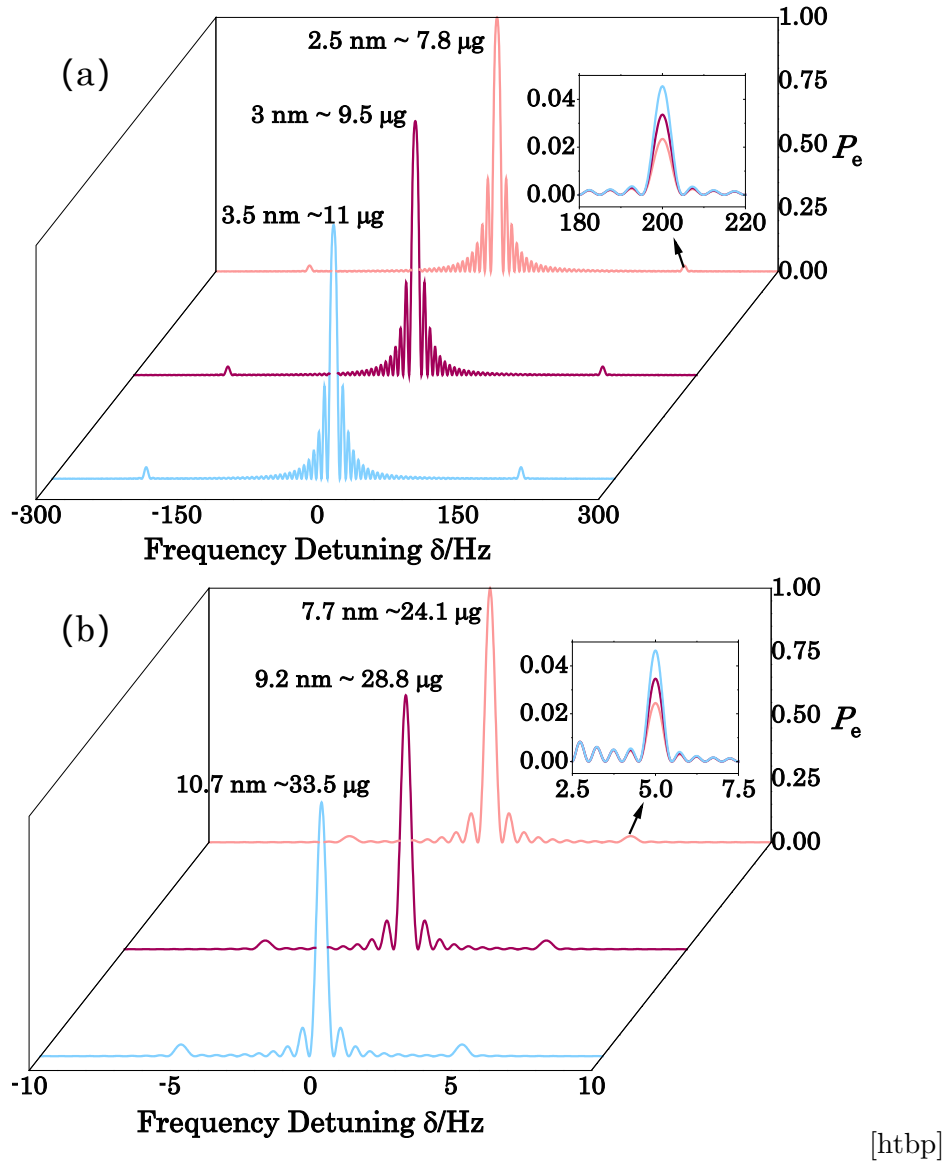 (a)
2.5 nm ~ 7.8 μg
3 nm ~ 9.5 μg
3.5 nm ~11 μg
1.00
0.75
0.50
0.25
0.00
Pe
0.04
0.02
0.00
180 200 220
-300 -150 0 150 300
Frequency Detuning δ/Hz
(b)
7.7 nm ~24.1 μg
9.2 nm ~ 28.8 μg
10.7 nm ~33.5 μg
1.00
0.75
0.50
0.25
0.00
Pe
0.04
0.02
0.00
2.5 5.0 7.5
-10 -5 0 5 10
Frequency Detuning δ/Hz
[htbp]